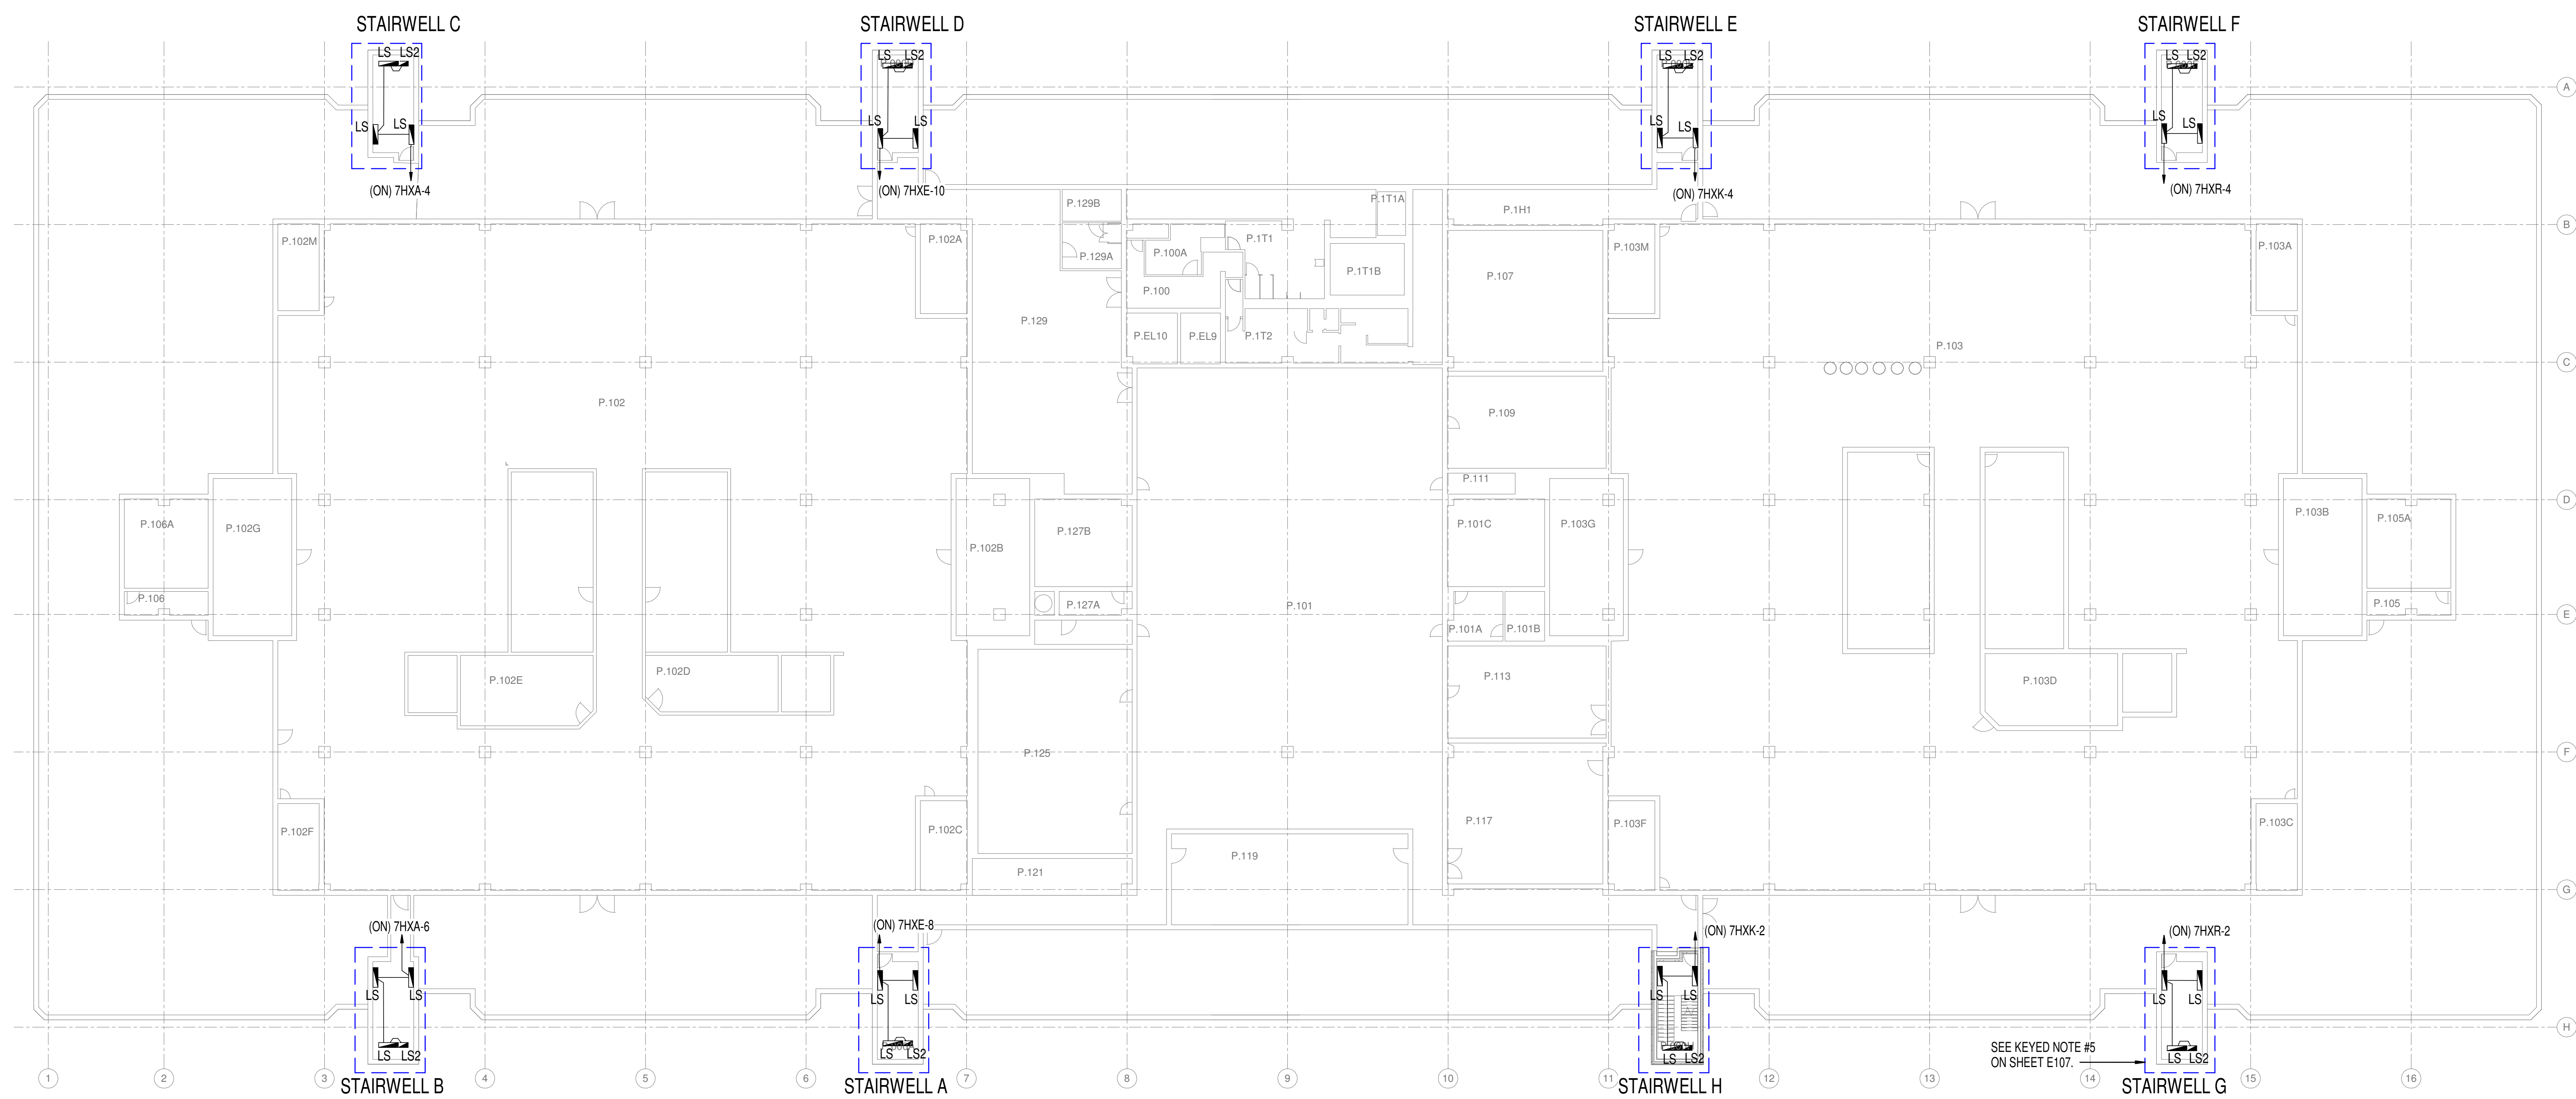 STAIRWELL C
STAIRWELL D
STAIRWELL E
STAIRWELL F
LS LS2
LS LS2
LS LS2
LS LS2
A
LS LS
LS LS
LS LS
LS LS
(ON) 7HXA-4
(ON) 7HXE-10
(ON) 7HXK-4
(ON) 7HXR-4
P.129B
P.1T1A
P.1H1
B
P.102M
P.102A
P.129A
P.100A
P.1T1
P.1T1B
P.107
P.103M
P.103A
P.100
P.129
P.EL10
P.EL9
P.1T2
P.103
C
P.102
P.109
P.111
D
P.106A
P.102G
P.102B
P.127B
P.101C
P.103G
P.103B
P.105A
P.106
P.127A
P.101
P.105
E
P.101A
P.101B
P.102E
P.102D
P.113
P.103D
P.125
F
P.102F
P.102C
P.117
P.103F
P.103C
P.119
P.121
G
(ON) 7HXA-6
(ON) 7HXE-8
(ON) 7HXK-2
(ON) 7HXR-2
LS LS
LS LS
LS LS
LS LS
H
LS LS2
LS LS2
LS LS2
LS LS2
SEE KEYED NOTE #5
ON SHEET E107.
1 2 3 4 5 6 7 8 9 10 11 12 13 14 15 16
STAIRWELL B
STAIRWELL A
STAIRWELL H
STAIRWELL G